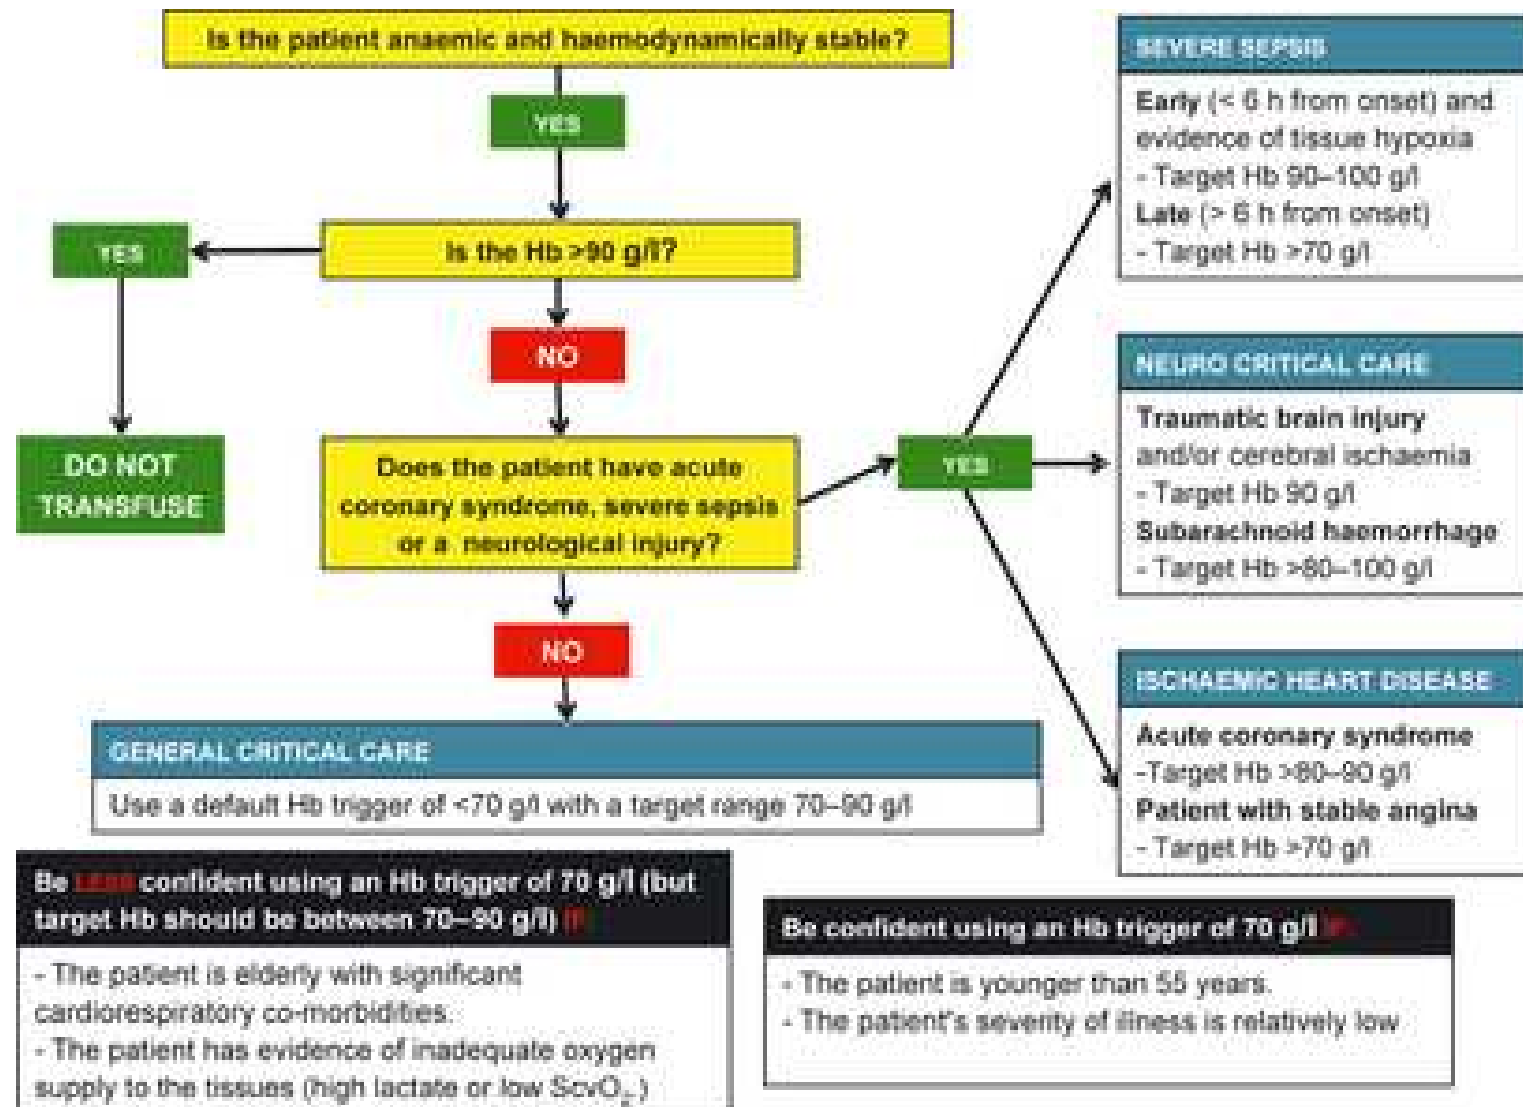 Is the patient anaemic and haemodynamically stable?
YES
Is the Hb >90 g/l?
YES
DO NOT
TRANSFUSE
NO
Does the patient have acute
coronary syndrome, severe sepsis
or a neurological injury?
YES
NO
GENERAL CRITICAL CARE
Use a default Hb trigger of <70 g/l with a target range 70–90 g/l
SEVERE SEPSIS
Early (< 6 h from onset) and
evidence of tissue hypoxia
- Target Hb 90–100 g/l
Late (> 6 h from onset)
- Target Hb >70 g/l
NEURO CRITICAL CARE
Traumatic brain injury
and/or cerebral ischaemia
- Target Hb 90 g/l
Subarachnoid haemorrhage
- Target Hb >80–100 g/l
ISCHAEMIC HEART DISEASE
Acute coronary syndrome
-Target Hb >80–90 g/l
Patient with stable angina
- Target Hb >70 g/l
Be LESS confident using an Hb trigger of 70 g/l (but
target Hb should be between 70–90 g/l) IF
- The patient is elderly with significant
cardiorespiratory co-morbidities.
- The patient has evidence of inadequate oxygen
supply to the tissues (high lactate or low ScvO₂)
Be confident using an Hb trigger of 70 g/l IF
- The patient is younger than 55 years.
- The patient's severity of illness is relatively low